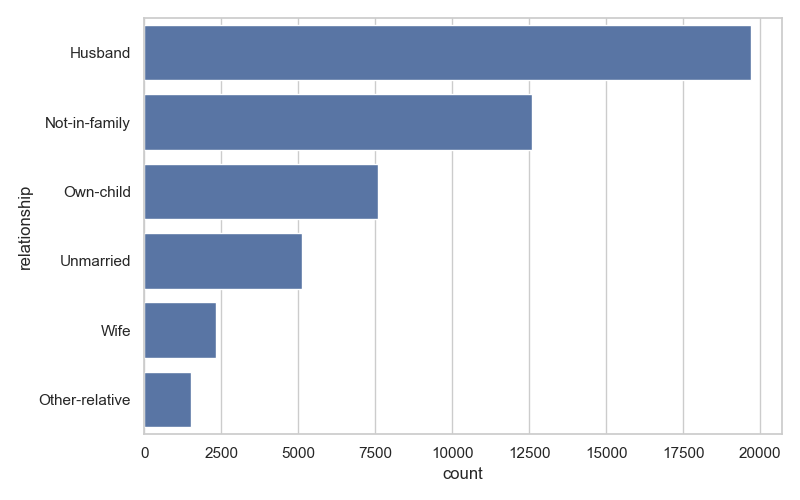 Husband
Not-in-family
Own-child
Unmarried
Wife
Other-relative
relationship
0 2500 5000 7500 10000 12500 15000 17500 20000
count